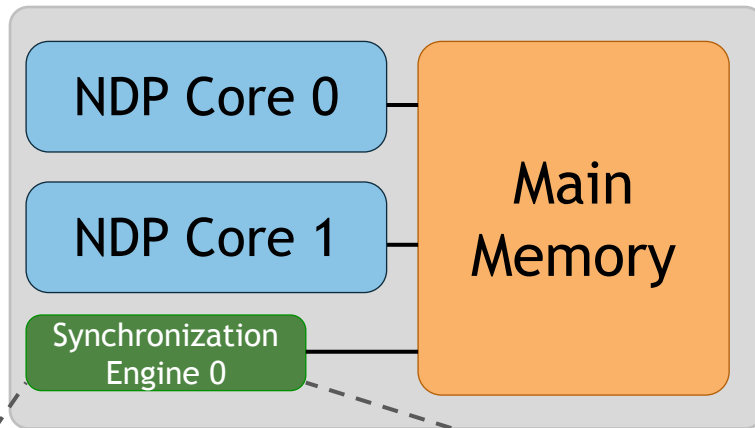 NDP Core 0
NDP Core 1
Synchronization
Engine 0
Main
Memory